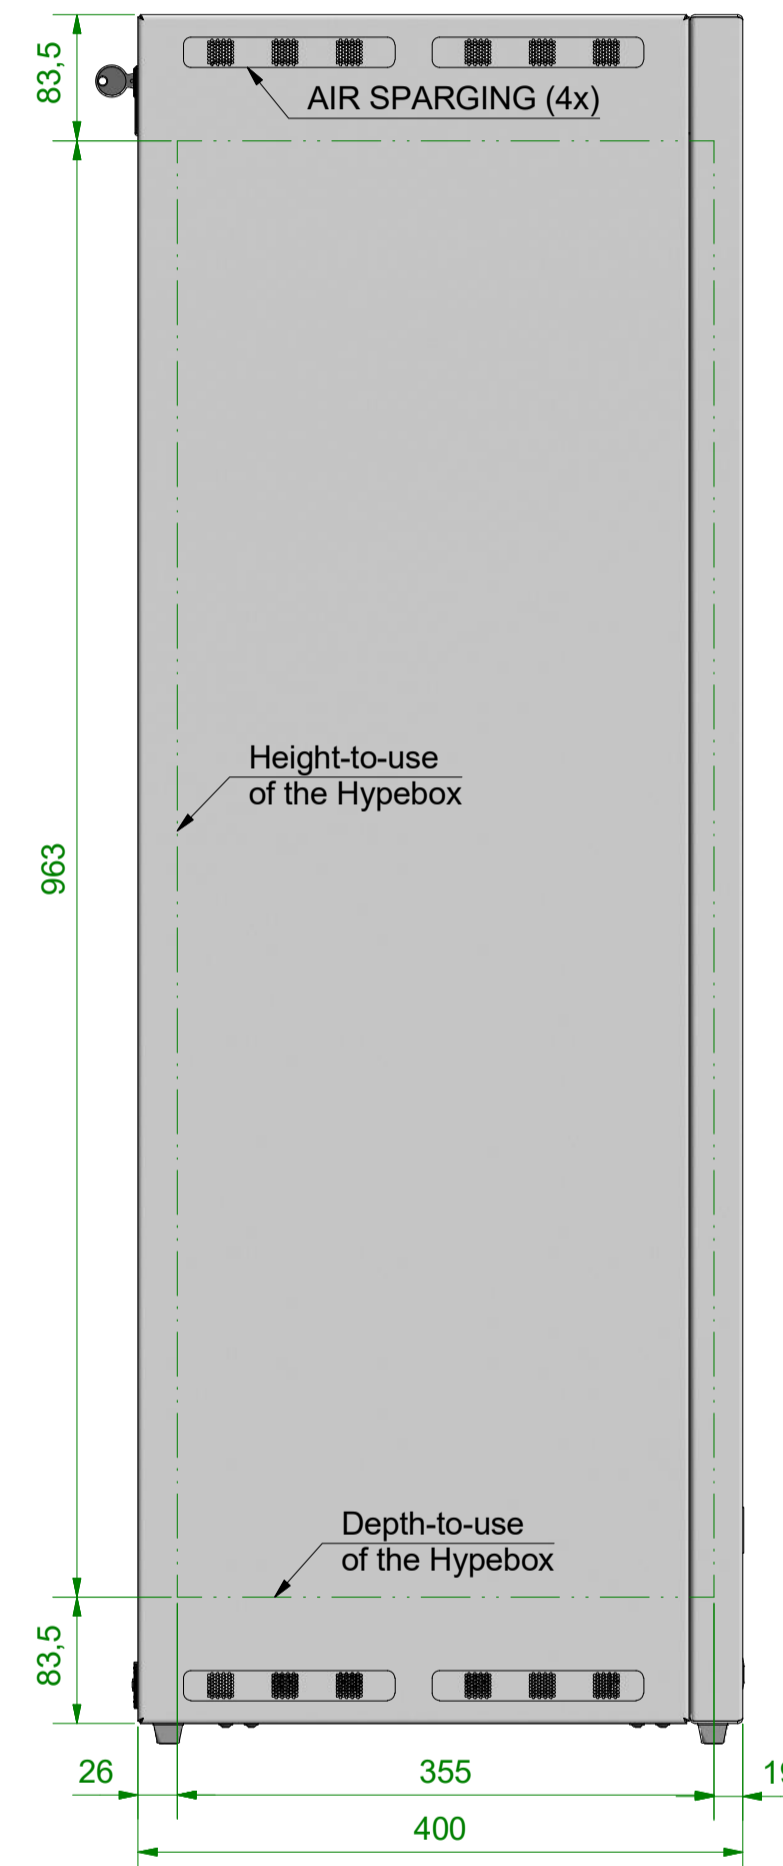 83,5
AIR SPARGING (4x)
Height-to-use
of the Hypebox
963
Depth-to-use
of the Hypebox
83,5
26
355
19
400